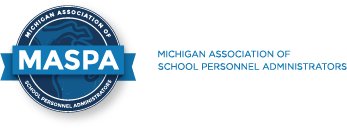 MICHIGAN ASSOCIATION OF
MASPA
SCHOOL PERSONNEL ADMINISTRATORS
MICHIGAN ASSOCIATION OF
SCHOOL PERSONNEL ADMINISTRATORS